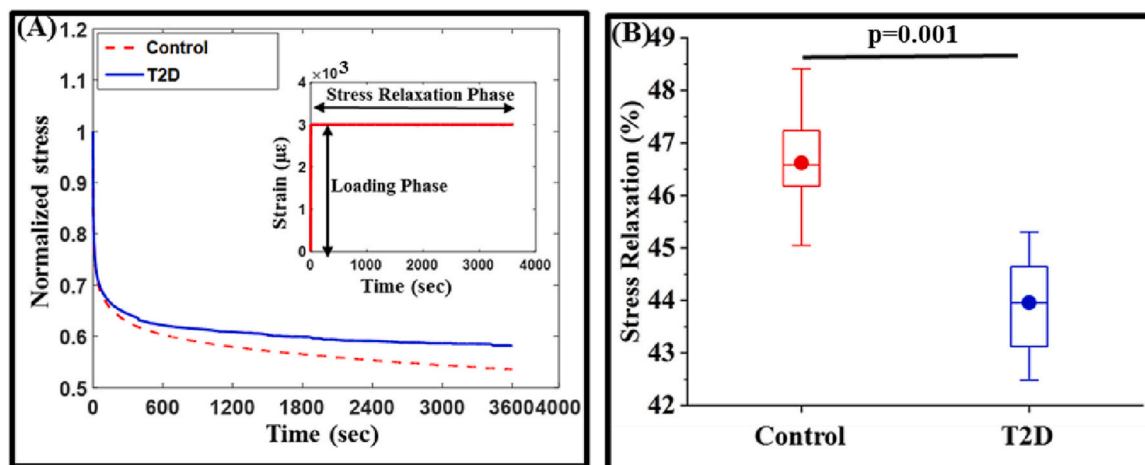 (A)
Control
T2D
Normalized stress
1.2
1.1
1
0.9
0.8
0.7
0.6
0.5
0 600 1200 1800 2400 3000 3600 4000
Time (sec)
×10³
Stress Relaxation Phase
Loading Phase
Strain (με)
4
3
2
1
0
0 1000 2000 3000 4000
Time (sec)
(B)
p=0.001
Stress Relaxation (%)
49
48
47
46
45
44
43
42
Control T2D